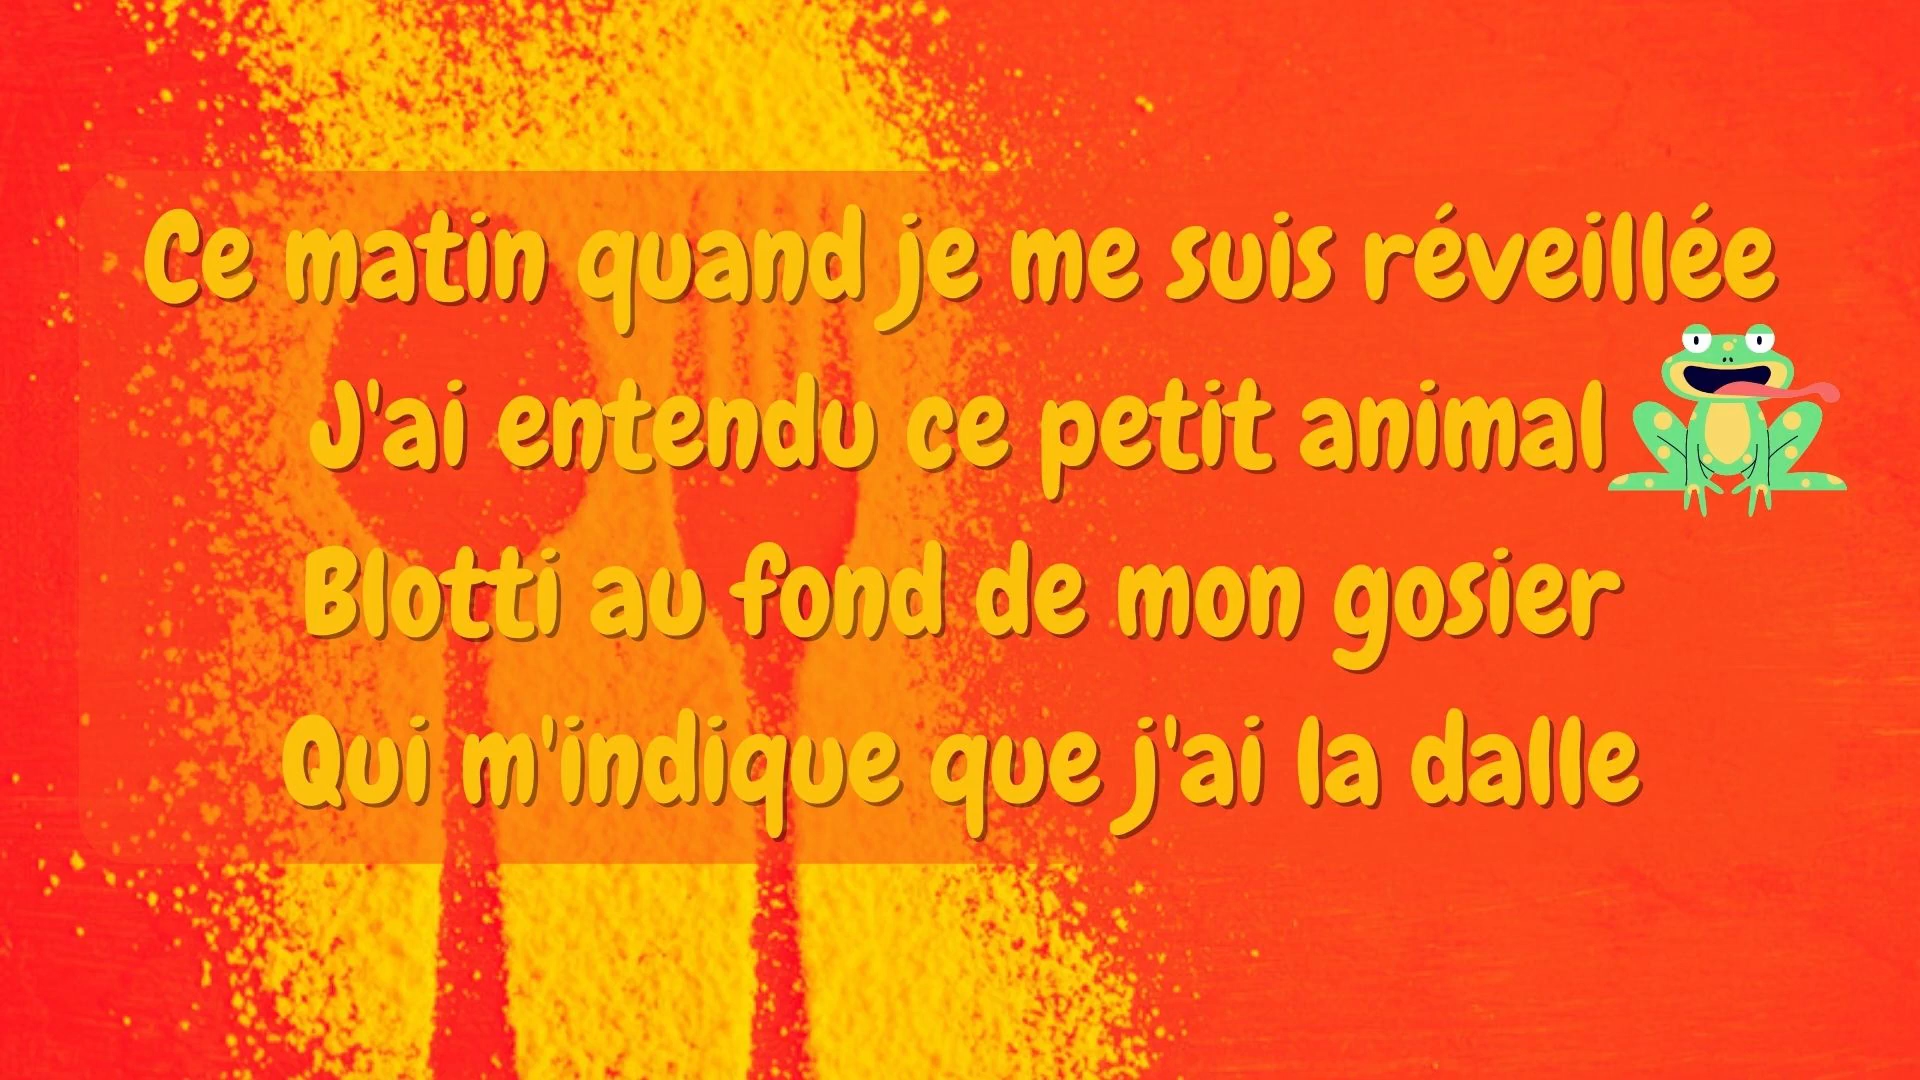 Ce matin quand je me suis réveillée
J'ai entendu ce petit animal
Blotti au fond de mon gosier
Qui m'indique que j'ai la dalle